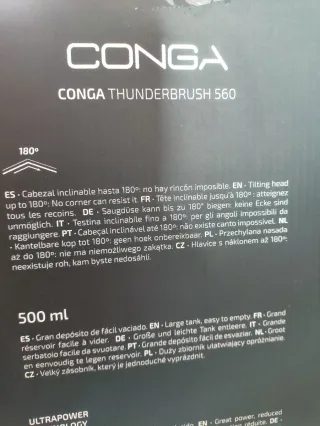 CONGA
CONGA THUNDERBRUSH 560
180º
ES • Cabezal inclinable hasta 180º: no hay rincón imposible. EN • Tilting head
up to 180º: No corner can resist it. FR • Tête inclinable jusqu'à 180º: atteignez
tous les recoins. DE • Saugdüse kann bis zu 180° biegen: keine Ecke sind
unmöglich. IT • Testina inclinabile fino a 180º: per gli angoli impossibili da
raggiungere. PT • Cabeçal inclinável até 180º: não existe canto impossível. NL
• Kantelbare kop tot 180º: geen hoek onbereikbaar. PL • Przechylana nasada
aż do 180º: nie ma niemożliwego zakątka. CZ • Hlavice s náklonem až 180º:
neexistuje roh, kam byste nedosáhli.
500 ml
ES • Gran depósito de fácil vaciado. EN • Large tank, easy to empty. FR • Grand
réservoir facile à vider. DE • Große und leichte Tank entleere. IT • Grande
serbatoio facile da svuotare. PT • Grande depósito fácil de esvaziar. NL • Groot
en eenvoudig te legen reservoir. PL • Duży zbiornik ułatwiający opróżnianie.
CZ • Velký zásobník, který je jednoduché vyprázdnit.
ULTRAPOWER
EN • Great power, reduced